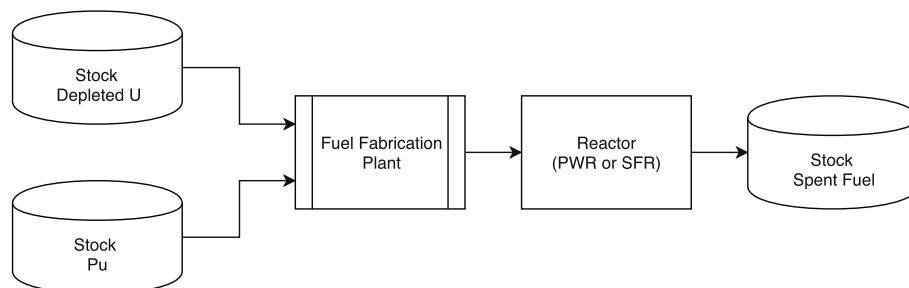 Stock
Depleted U
Fuel Fabrication
Plant
Reactor
(PWR or SFR)
Stock
Spent Fuel
Stock
Pu